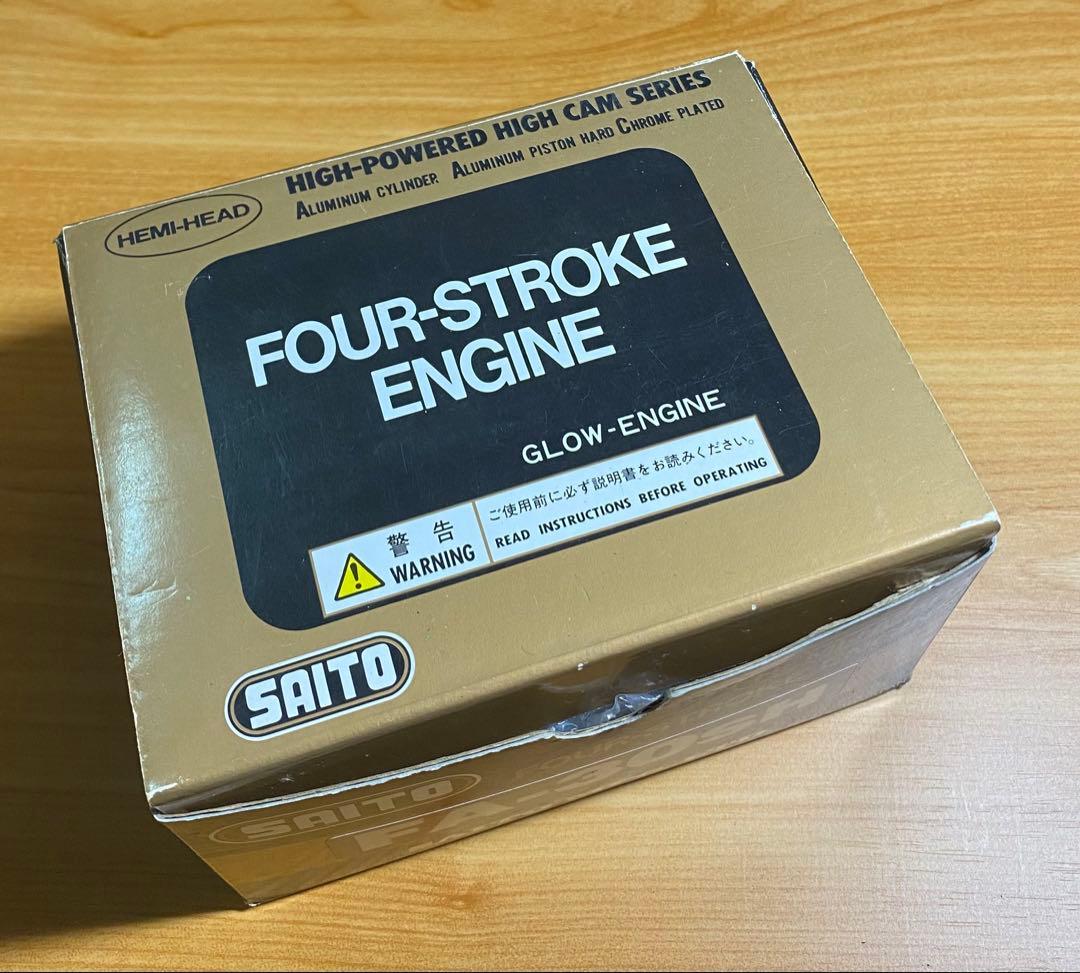 HIGH-POWERED HIGH CAM SERIES
HEMI-HEAD
ALUMINUM CYLINDER. ALUMINUM PISTON HARD CHROME PLATED
FOUR-STROKE
ENGINE
GLOW-ENGINE
警告
WARNING
ご使用前に必ず説明書をお読みください。
READ INSTRUCTIONS BEFORE OPERATING
SAITO
SAITO